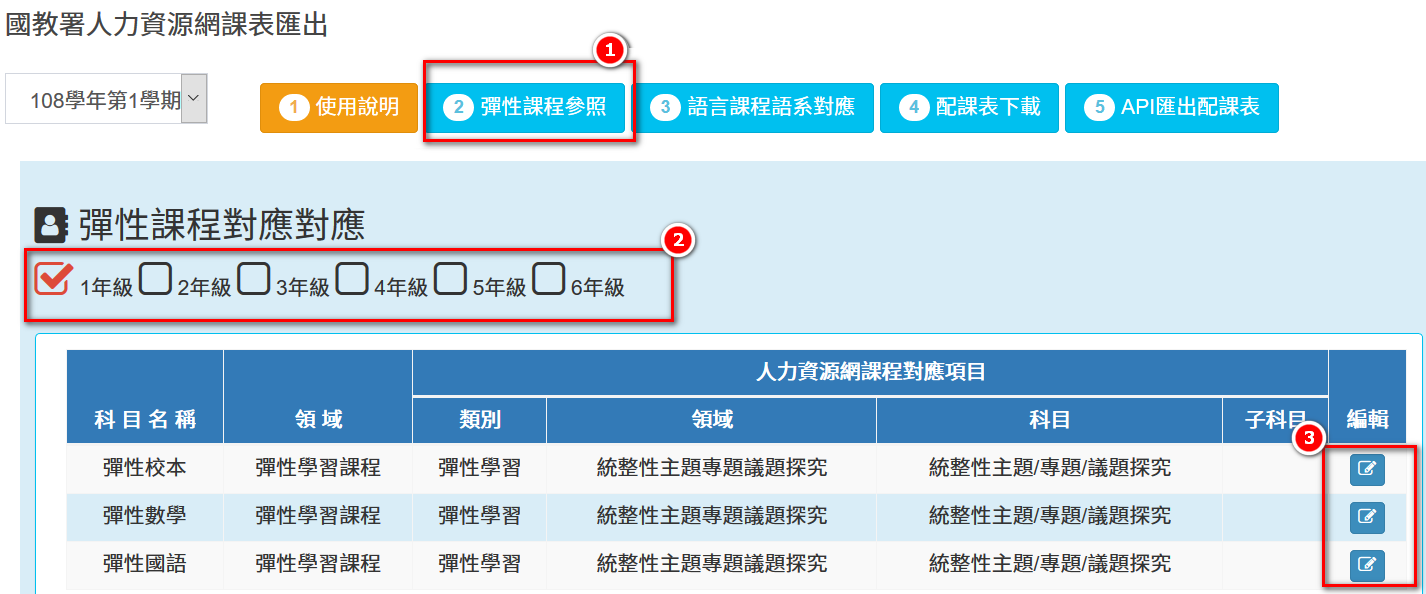 國教署人力資源網課表匯出
1
108學年第1學期
1 使用說明
2 彈性課程參照
3 語言課程語系對應
4 配課表下載
5 API匯出配課表
彈性課程對應對應
2
1年級 2年級 3年級 4年級 5年級 6年級
人力資源網課程對應項目
科目名稱 領域 類別 領域 科目 子科目 編輯
3
彈性校本 彈性學習課程 彈性學習 統整性主題專題議題探究 統整性主題/專題/議題探究
彈性數學 彈性學習課程 彈性學習 統整性主題專題議題探究 統整性主題/專題/議題探究
彈性國語 彈性學習課程 彈性學習 統整性主題專題議題探究 統整性主題/專題/議題探究